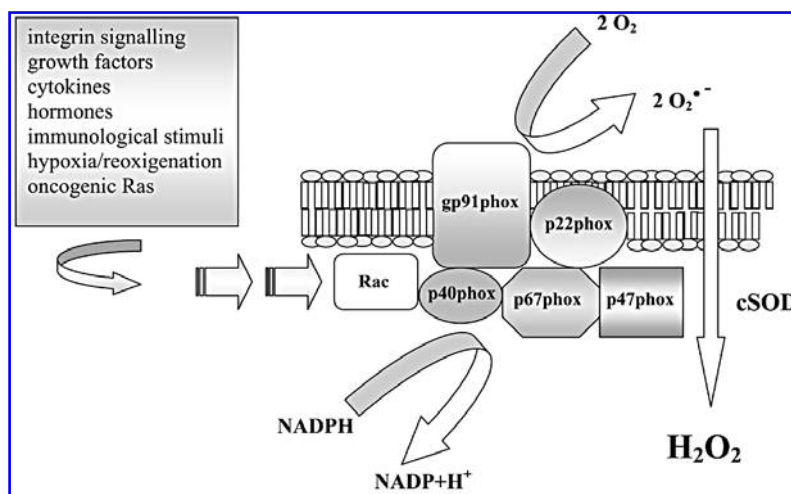 integrin signalling
growth factors
cytokines
hormones
immunological stimuli
hypoxia/reoxigenation
oncogenic Ras
2 O₂
2 O₂•⁻
gp91phox
p22phox
Rac
p40phox
p67phox
p47phox
cSOD
NADPH
NADP+H⁺
H₂O₂